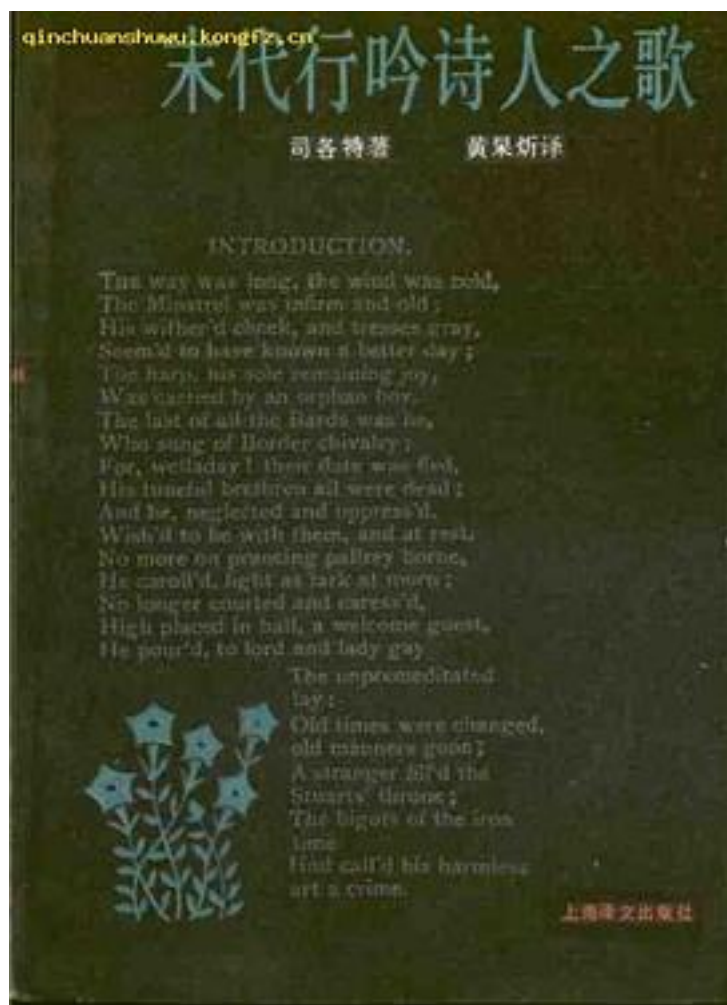 qinchuanshuwu.kongfz.cn
末代行吟诗人之歌
司各特著 黄杲炘译
INTRODUCTION.
The way was long, the wind was cold,
The Minstrel was infirm and old;
His wither'd cheek, and tresses gray,
Seem'd to have known a better day;
The harp, his sole remaining joy,
Was carried by an orphan boy.
The last of all the Bards was he,
Who sung of Border chivalry;
For, welladay! their date was fled,
His tuneful brethren all were dead;
And he, neglected and oppress'd,
Wish'd to be with them, and at rest.
No more on prancing palfrey borne,
He caroll'd, light as lark at morn;
No longer courted and caress'd,
High placed in hall, a welcome guest,
He pour'd, to lord and lady gay
The unpremeditated
lay:
Old times were changed,
old manners gone;
A stranger fill'd the
Stuarts' throne;
The bigots of the iron
time
Had call'd his harmless
art a crime.
上海译文出版社